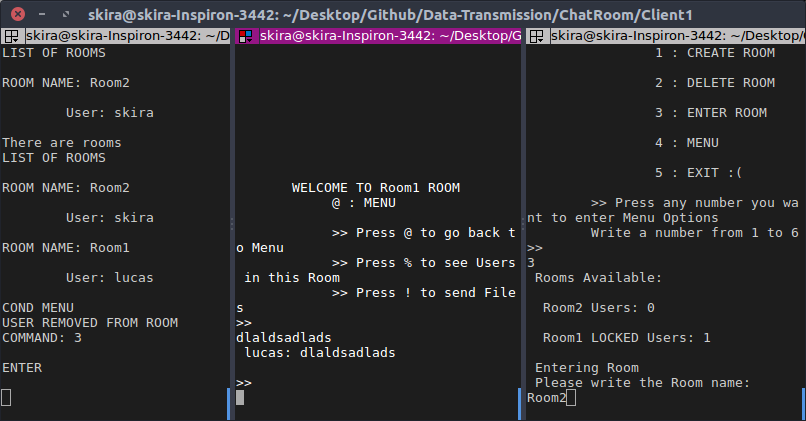 skira@skira-Inspiron-3442: ~/Desktop/Github/Data-Transmission/ChatRoom/Client1
skira@skira-Inspiron-3442: ~/D
LIST OF ROOMS
ROOM NAME: Room2
User: skira
There are rooms
LIST OF ROOMS
ROOM NAME: Room2
User: skira
ROOM NAME: Room1
User: lucas
COND MENU
USER REMOVED FROM ROOM
COMMAND: 3
ENTER
skira@skira-Inspiron-3442: ~/Desktop/G
WELCOME TO Room1 ROOM
@ : MENU
>> Press @ to go back t
o Menu
>> Press % to see Users
in this Room
>> Press ! to send File
s
>>
dlaldsadlads
lucas: dlaldsadlads
>>
skira@skira-Inspiron-3442: ~/Desktop/
1 : CREATE ROOM
2 : DELETE ROOM
3 : ENTER ROOM
4 : MENU
5 : EXIT :(
>> Press any number you wa
nt to enter Menu Options
Write a number from 1 to 6
>>
3
Rooms Available:
Room2 Users: 0
Room1 LOCKED Users: 1
Entering Room
Please write the Room name:
Room2